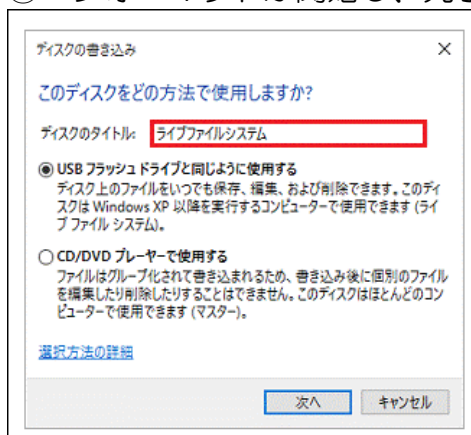 ディスクの書き込み
このディスクをどの方法で使用しますか?
ディスクのタイトル: ライブファイルシステム
USB フラッシュ ドライブと同じように使用する
ディスク上のファイルをいつでも保存、編集、および削除できます。このディ
スクは Windows XP 以降を実行するコンピューターで使用できます (ライ
ブ ファイル システム)。
CD/DVD プレーヤーで使用する
ファイルはグループ化されて書き込まれるため、書き込み後に個別のファイル
を編集したり削除したりすることはできません。このディスクはほとんどのコン
ピューターで使用できます (マスター)。
選択方法の詳細
次へ キャンセル